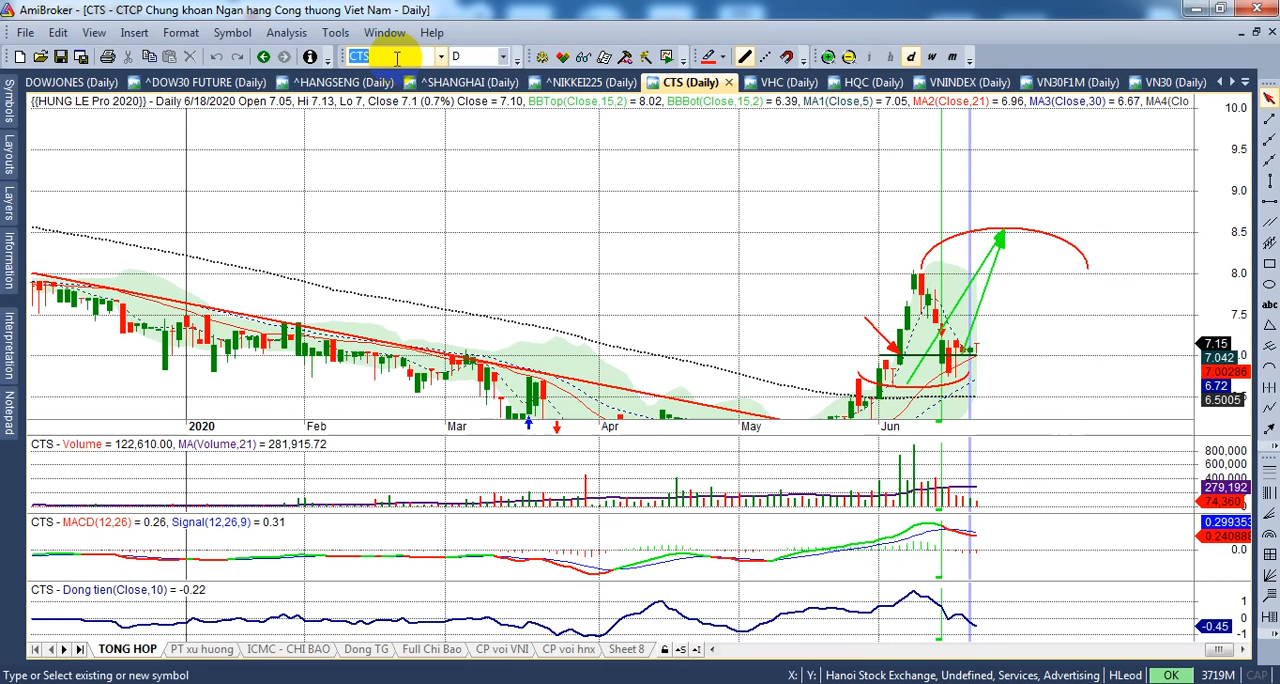 AmiBroker - [CTS - CTCP Chung khoan Ngan hang Cong thuong Viet Nam - Daily]
File Edit View Insert Format Symbol Analysis Tools Window Help
CTS D
d w m
DOWJONES (Daily) ^DOW30 FUTURE (Daily) ^HANGSENG (Daily) ^SHANGHAI (Daily) ^NIKKEI225 (Daily) CTS (Daily) VHC (Daily) HQC (Daily) VNINDEX (Daily) VN30F1M (Daily) VN30 (Daily)
{{HUNG LE Pro 2020}} - Daily 6/18/2020 Open 7.05, Hi 7.13, Lo 7, Close 7.1 (0.7%) Close = 7.10, BBTop(Close,15,2) = 8.02, BBBot(Close,15,2) = 6.39, MA1(Close,5) = 7.05, MA2(Close,21) = 6.96, MA3(Close,30) = 6.67, MA4(Clo
Symbols
Layouts
Layers
Information
Interpretation
Notepad
10.0
9.5
9.0
8.5
8.0
7.5
7.15
7.042
7.00286
6.72
6.5005
abc
2020 Feb Mar Apr May Jun
CTS - Volume = 122,610.00, MA(Volume,21) = 281,915.72
800,000
600,000
400,000
279,192
74,360
CTS - MACD(12,26) = 0.26, Signal(12,26,9) = 0.31
0.299353
0.240888
0.0
CTS - Dong tien(Close,10) = -0.22
1
0
-0.45
-1
TONG HOP PT xu huong ICMC - CHI BAO Dong TG Full Chi Bao CP voi VNI CP voi hnx Sheet 8
Type or Select existing or new symbol X: Y: Hanoi Stock Exchange, Undefined, Services, Advertising HLeod OK 3719M CAP